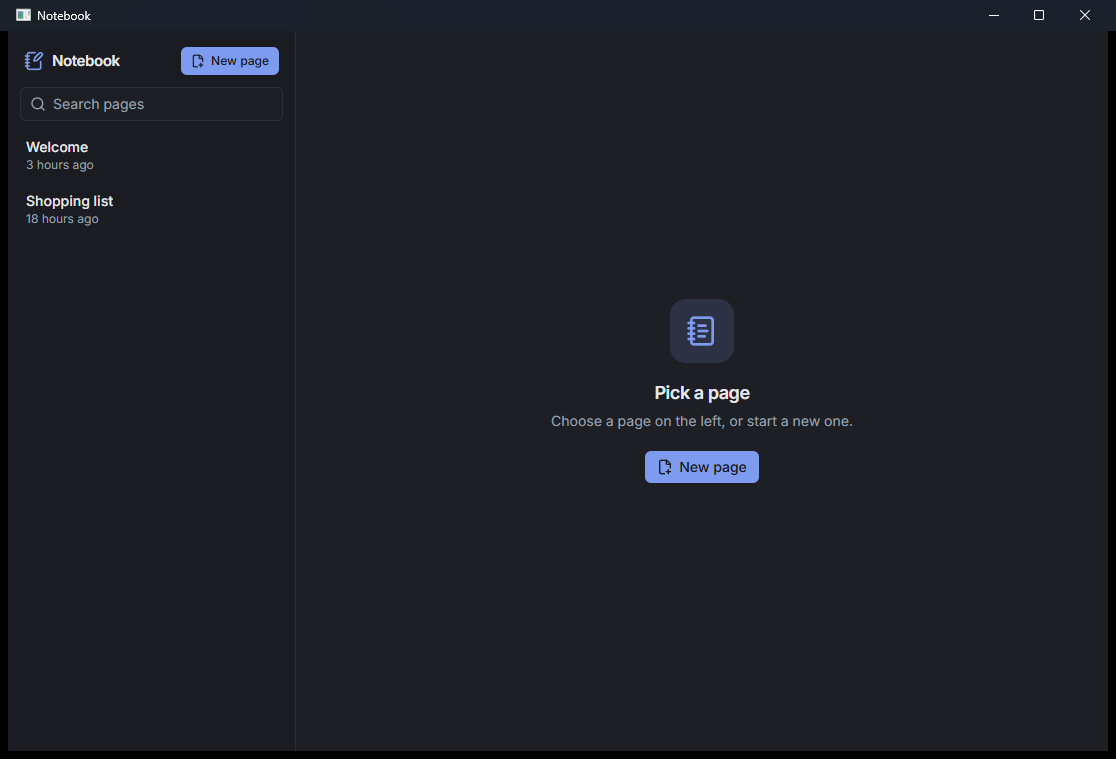 Notebook
Notebook
New page
Search pages
Welcome
3 hours ago
Shopping list
18 hours ago
Pick a page
Choose a page on the left, or start a new one.
New page